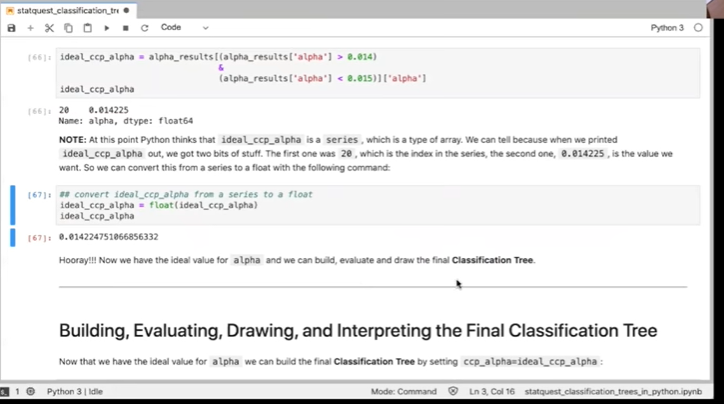 statquest_classification_tre
Code
Python 3
[66]: ideal_ccp_alpha = alpha_results[(alpha_results['alpha'] > 0.014)
&
(alpha_results['alpha'] < 0.015)]['alpha']
ideal_ccp_alpha
[66]: 20    0.014225
Name: alpha, dtype: float64
NOTE: At this point Python thinks that ideal_ccp_alpha is a series, which is a type of array. We can tell because when we printed
ideal_ccp_alpha out, we got two bits of stuff. The first one was 20, which is the index in the series, the second one, 0.014225, is the value we
want. So we can convert this from a series to a float with the following command:
[67]: ## convert ideal_ccp_alpha from a series to a float
ideal_ccp_alpha = float(ideal_ccp_alpha)
ideal_ccp_alpha
[67]: 0.014224751066856332
Hooray!!! Now we have the ideal value for alpha and we can build, evaluate and draw the final Classification Tree.
Building, Evaluating, Drawing, and Interpreting the Final Classification Tree
Now that we have the ideal value for alpha we can build the final Classification Tree by setting ccp_alpha=ideal_ccp_alpha:
1 Python 3 | Idle
Mode: Command
Ln 3, Col 16
statquest_classification_trees_in_python.ipynb